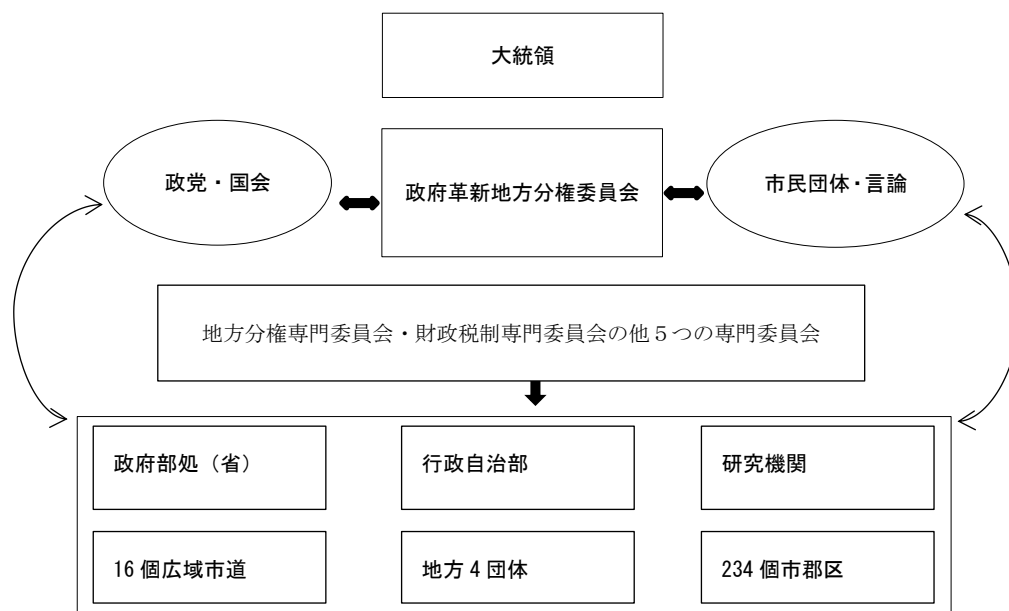 大統領
政党・国会
政府革新地方分権委員会
市民団体・言論
地方分権専門委員会・財政税制専門委員会の他５つの専門委員会
政府部処（省）
行政自治部
研究機関
16 個広域市道
地方 4 団体
234 個市郡区